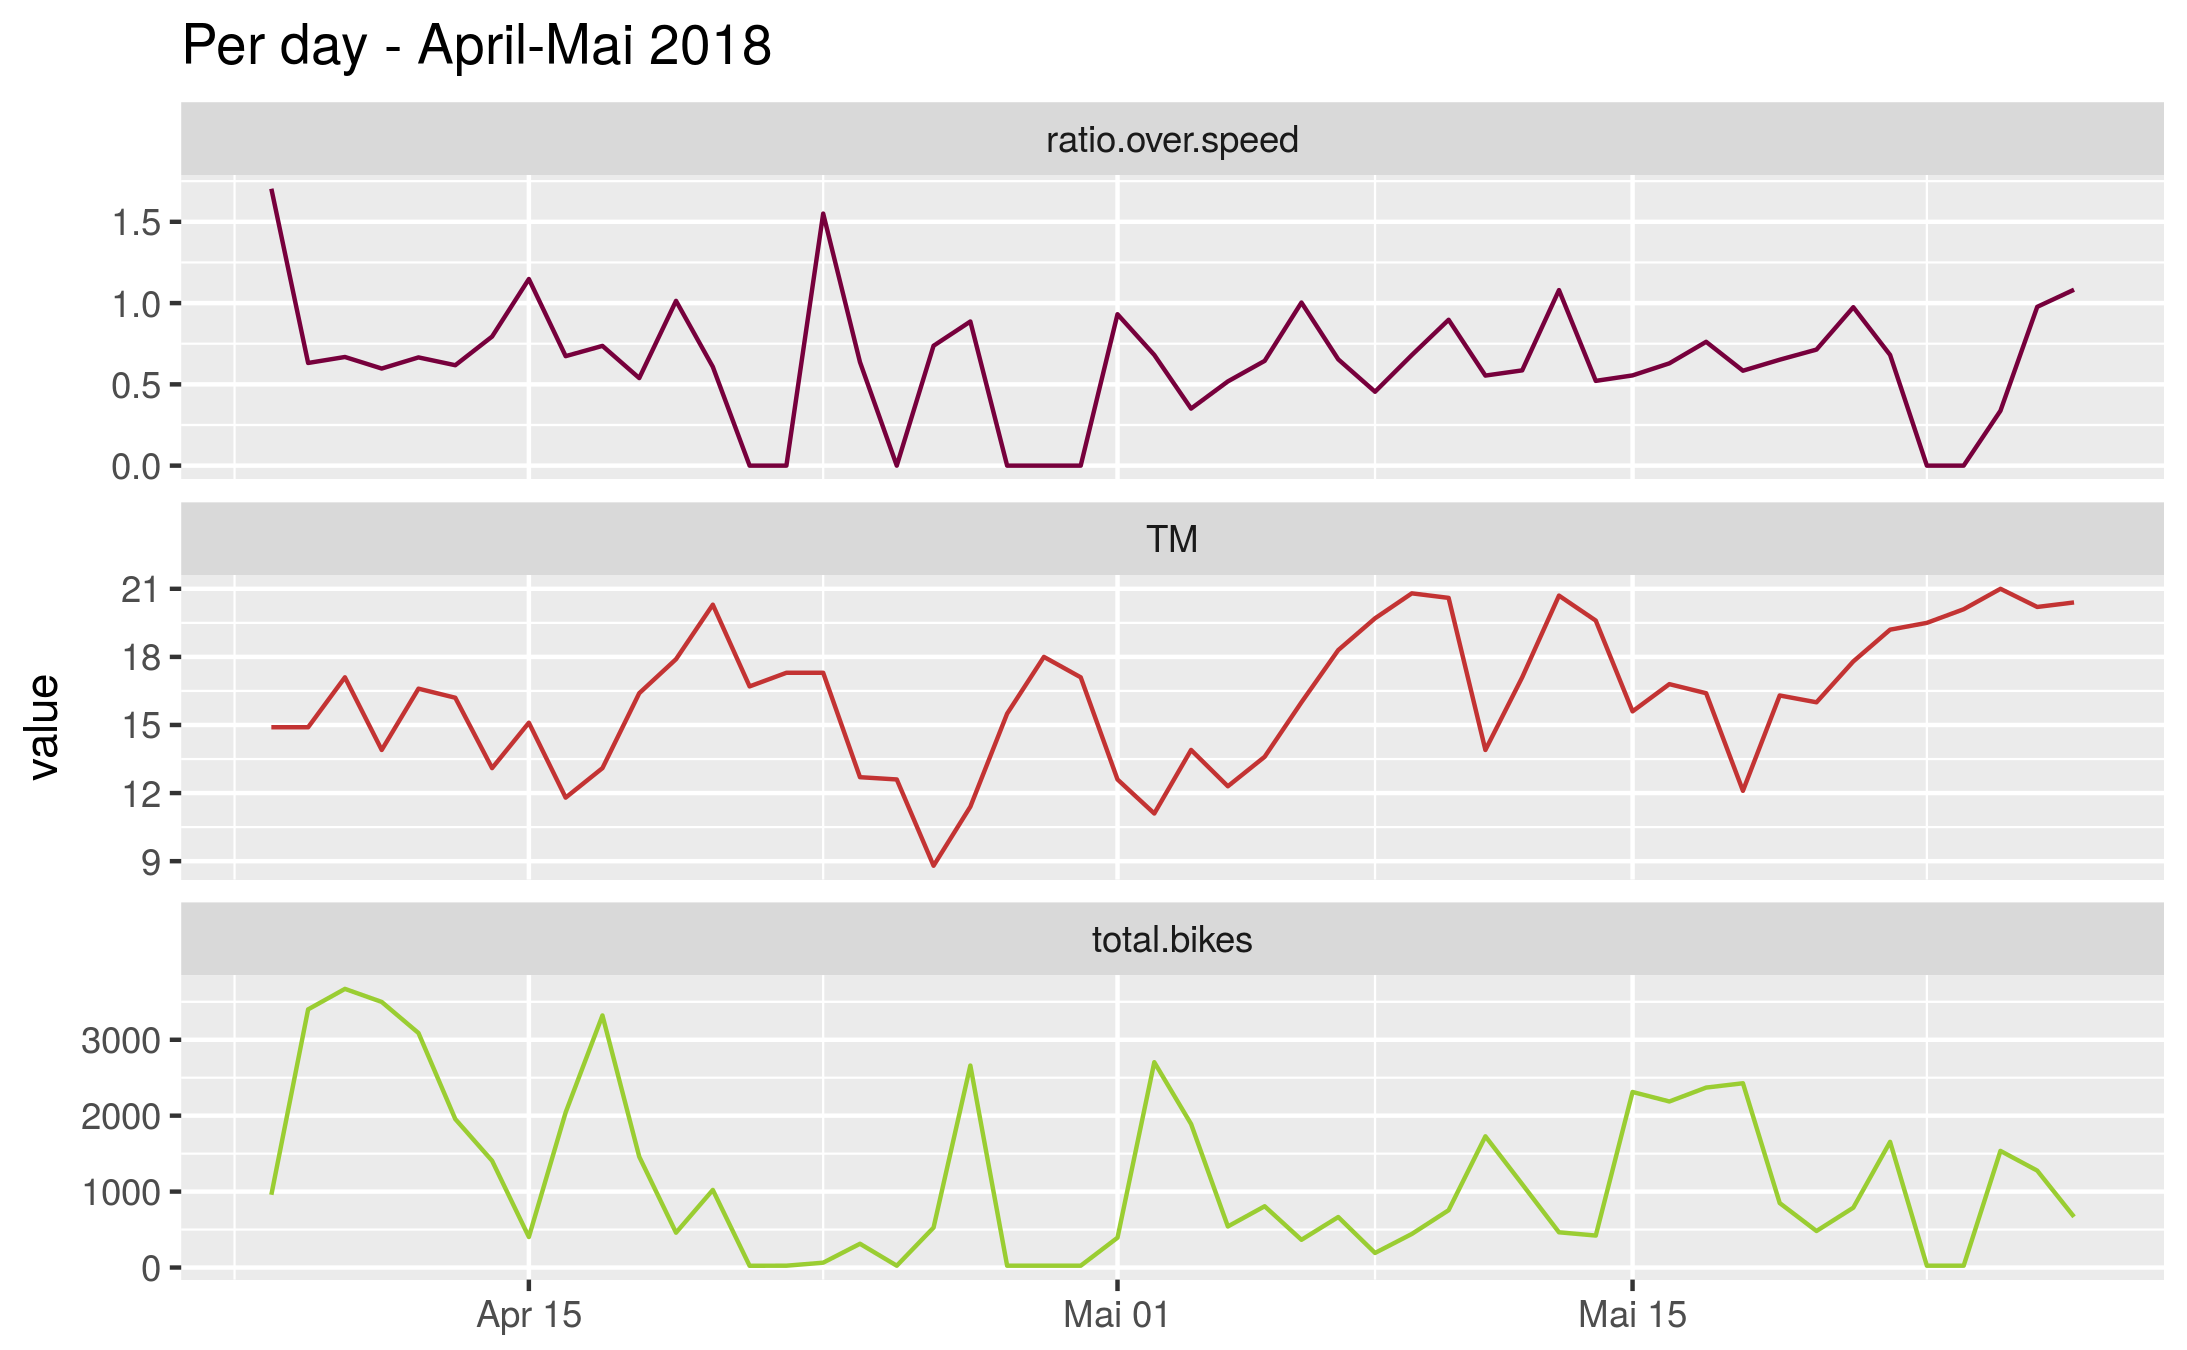 Per day - April-Mai 2018
ratio.over.speed
1.5
1.0
0.5
0.0
TM
21
18
15
12
9
value
total.bikes
3000
2000
1000
0
Apr 15
Mai 01
Mai 15